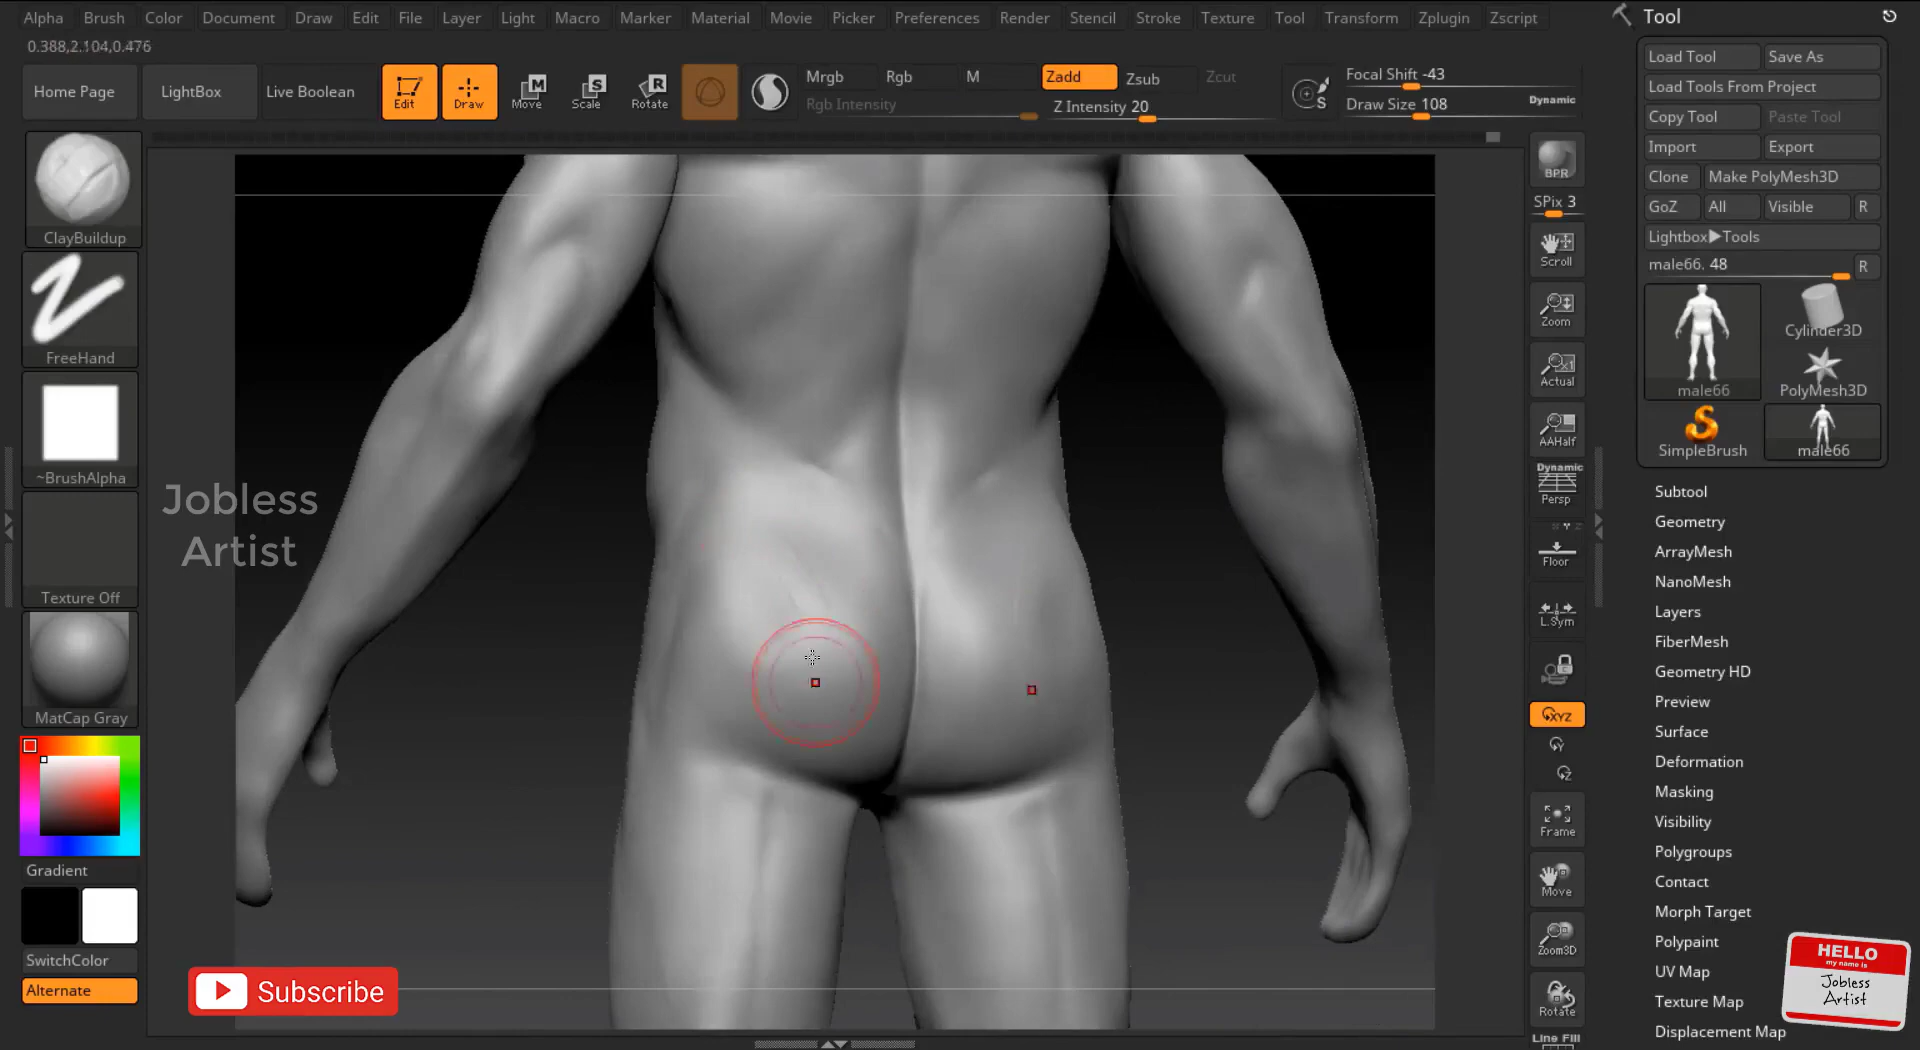 Alpha Brush Color Document Draw Edit File Layer Light Macro Marker Material Movie Picker Preferences Render Stencil Stroke Texture Tool Transform Zplugin Zscript
0.388,2.104,0.476
Home Page LightBox Live Boolean Edit Draw Move Scale Rotate
M S R
Mrgb Rgb M Zadd Zsub Zcut
Rgb Intensity Z Intensity 20
S
Focal Shift -43
Draw Size 108 Dynamic
ClayBuildup
FreeHand
~BrushAlpha
Texture Off
MatCap Gray
Gradient
SwitchColor
Alternate
Jobless
Artist
Subscribe
BPR
SPix 3
Scroll
Zoom
Actual
AAHalf
Dynamic
Persp
Floor
L.Sym
XYZ
Y
Z
Frame
Move
Zoom3D
Rotate
Line Fill
Tool
Load Tool Save As
Load Tools From Project
Copy Tool Paste Tool
Import Export
Clone Make PolyMesh3D
GoZ All Visible R
Lightbox▶Tools
male66. 48 R
male66 Cylinder3D
PolyMesh3D
SimpleBrush male66
Subtool
Geometry
ArrayMesh
NanoMesh
Layers
FiberMesh
Geometry HD
Preview
Surface
Deformation
Masking
Visibility
Polygroups
Contact
Morph Target
Polypaint
UV Map
Texture Map
Displacement Map
HELLO
my name is
Jobless
Artist